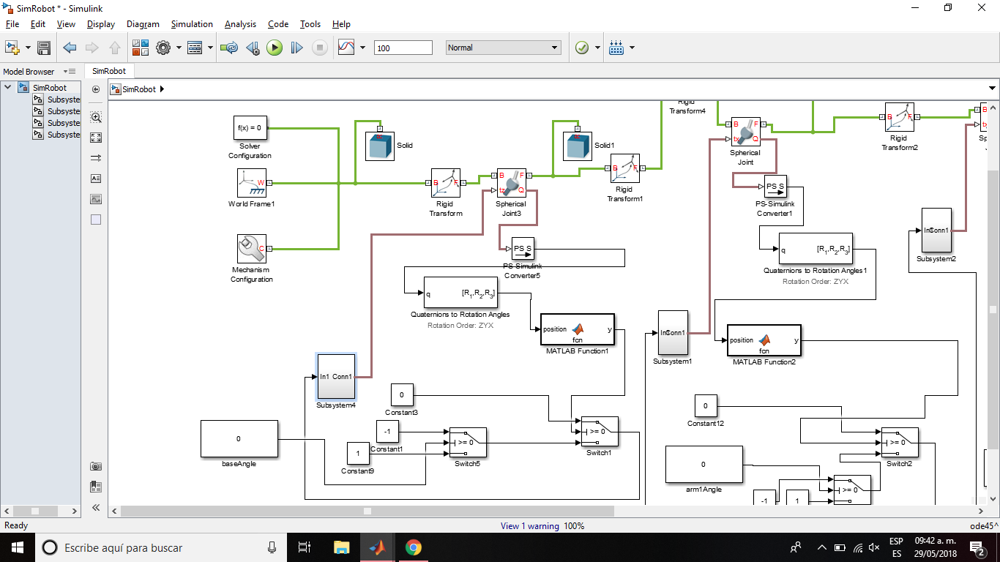 SimRobot * - Simulink
File Edit View Display Diagram Simulation Analysis Code Tools Help
100
Normal
Model Browser
SimRobot
SimRobot
Subsyste
Subsyste
Subsyste
Subsyste
SimRobot
f(x) = 0
Solver
Configuration
W
World Frame1
C
Mechanism
Configuration
Solid
B F
Rigid
Transform
B F
tz Q
Spherical
Joint3
Solid1
B F
Rigid
Transform1
Rigid
Transform4
B F
tz Q
Spherical
Joint
B F
Rigid
Transform2
B
PS S
PS-Simulink
Converter1
q [R1,R2,R3]
Quaternions to Rotation Angles1
Rotation Order: ZYX
In1 Conn1
Subsystem2
PS S
PS-Simulink
Converter5
q [R1,R2,R3]
Quaternions to Rotation Angles
Rotation Order: ZYX
position y
fcn
MATLAB Function1
In1 Conn1
Subsystem1
position y
fcn
MATLAB Function2
In1 Conn1
Subsystem4
0
Constant3
-1
Constant1
1
Constant9
>= 0
Switch5
>= 0
Switch1
0
baseAngle
0
Constant12
>= 0
Switch2
0
arm1Angle
-1
1
>= 0
Ready
View 1 warning 100%
ode45^
Escribe aquí para buscar
ESP
ES
09:42 a. m.
29/05/2018
2